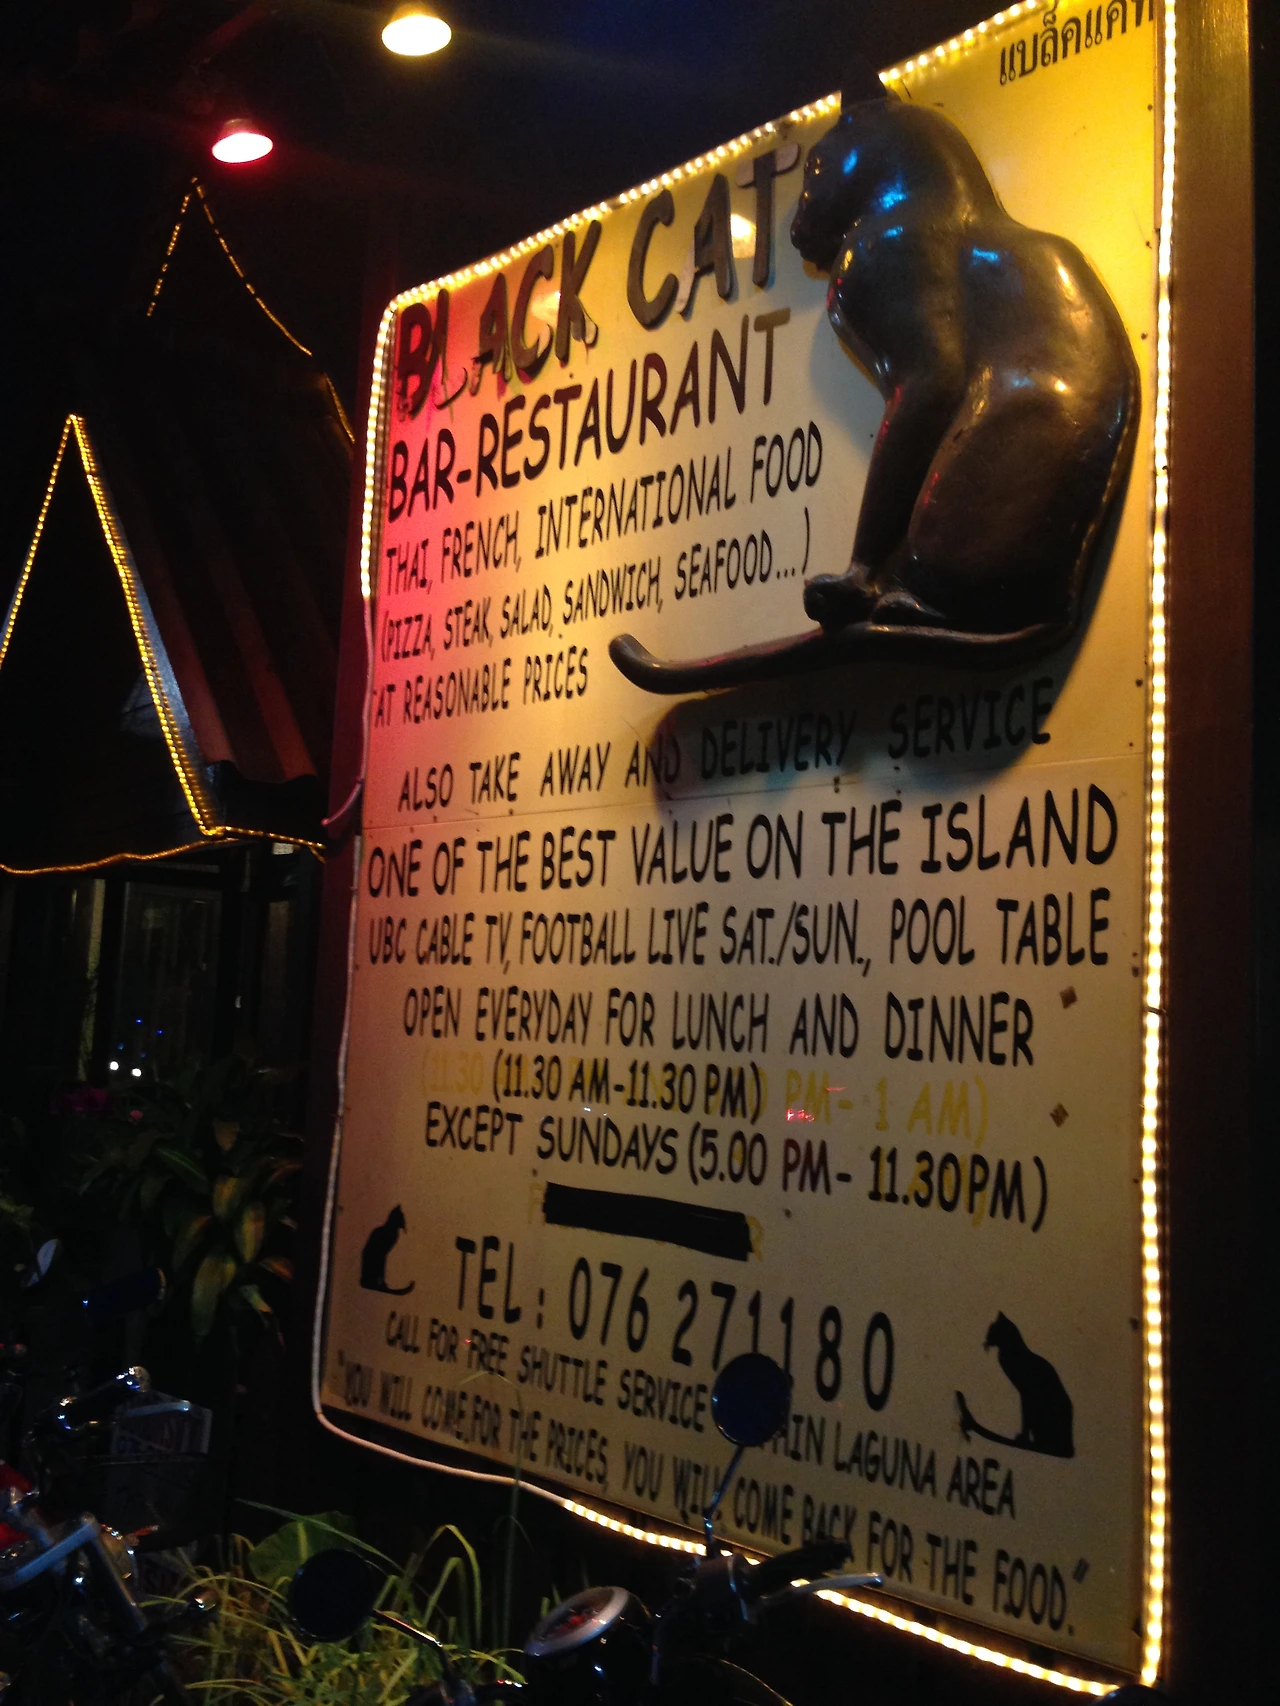 แบล็คแคท
BLACK CAT
BAR-RESTAURANT
THAI, FRENCH, INTERNATIONAL FOOD
(PIZZA, STEAK, SALAD, SANDWICH, SEAFOOD...)
AT REASONABLE PRICES
ALSO TAKE AWAY AND DELIVERY SERVICE
ONE OF THE BEST VALUE ON THE ISLAND
UBC CABLE TV, FOOTBALL LIVE SAT./SUN., POOL TABLE
OPEN EVERYDAY FOR LUNCH AND DINNER
(11.30 AM-11.30 PM) PM- 1 AM)
EXCEPT SUNDAYS (5.00 PM- 11.30PM)
TEL: 076 271180
CALL FOR FREE SHUTTLE SERVICE LAGUNA AREA
"YOU WILL COME FOR THE PRICES, YOU WILL COME BACK FOR THE FOOD."